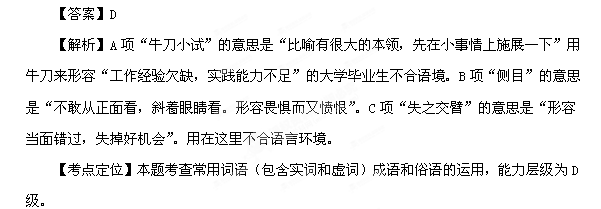 【答案】D
【解析】A 项“牛刀小试”的意思是“比喻有很大的本领，先在小事情上施展一下”用
牛刀来形容“工作经验欠缺，实践能力不足”的大学毕业生不合语境。B 项“侧目”的意思
是“不敢从正面看，斜着眼睛看。形容畏惧而又愤恨”。C 项“失之交臂”的意思是“形容
当面错过，失掉好机会”。用在这里不合语言环境。
【考点定位】本题考查常用词语（包含实词和虚词）成语和俗语的运用，能力层级为 D
级。